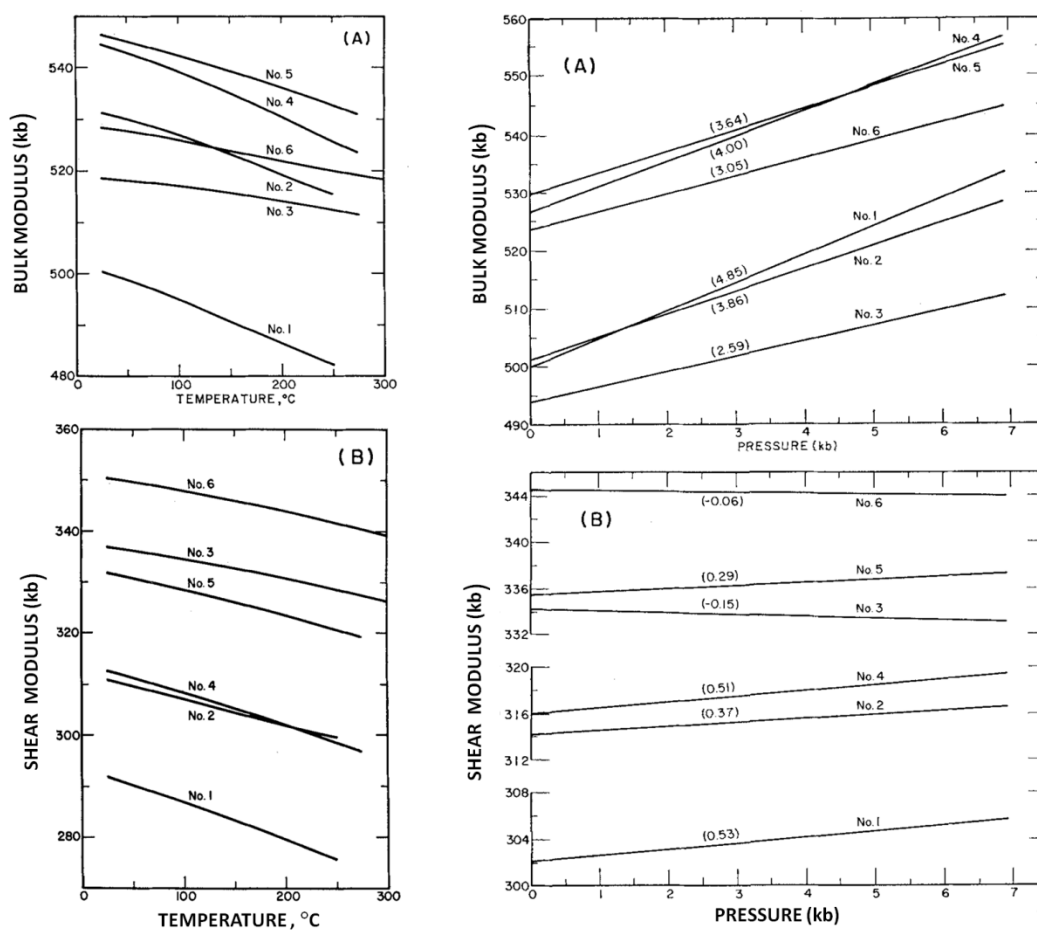 (A)
BULK MODULUS (kb)
540
520
500
480
No. 5
No. 4
No. 6
No. 2
No. 3
No. 1
0
100
200
300
TEMPERATURE, °C
(B)
SHEAR MODULUS (kb)
360
340
320
300
280
270
No. 6
No. 3
No. 5
No. 4
No. 2
No. 1
0
100
200
300
TEMPERATURE, °C
(A)
BULK MODULUS (kb)
560
550
540
530
520
510
500
490
No. 4
No. 5
(3.64)
(4.00)
No. 6
(3.05)
No. 1
No. 2
(4.85)
(3.86)
No. 3
(2.59)
0
1
2
3
4
5
6
7
PRESSURE (kb)
(B)
SHEAR MODULUS (kb)
344
336
332
320
316
312
308
304
300
(-0.06)
No. 6
(0.29)
No. 5
(-0.15)
No. 3
(0.51)
No. 4
(0.37)
No. 2
(0.53)
No. 1
0
1
2
3
4
5
6
7
PRESSURE (kb)